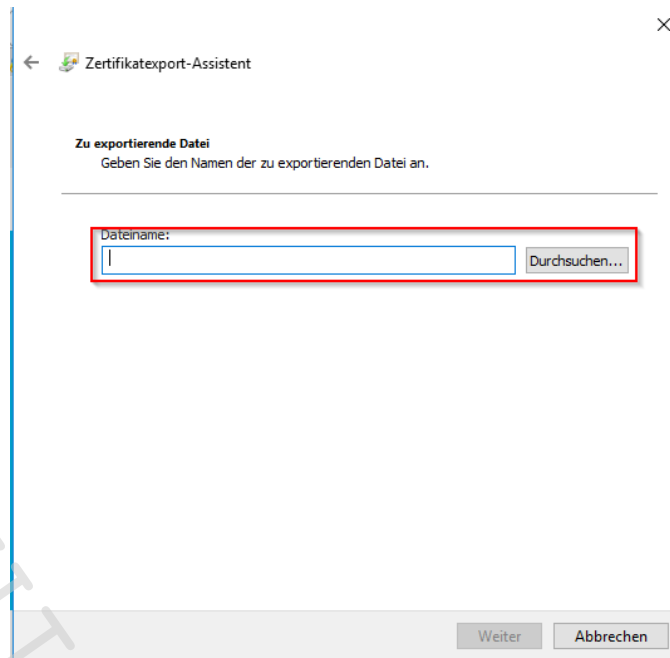 Zertifikatexport-Assistent
Zu exportierende Datei
Geben Sie den Namen der zu exportierenden Datei an.
Dateiname:
Durchsuchen...
Weiter
Abbrechen